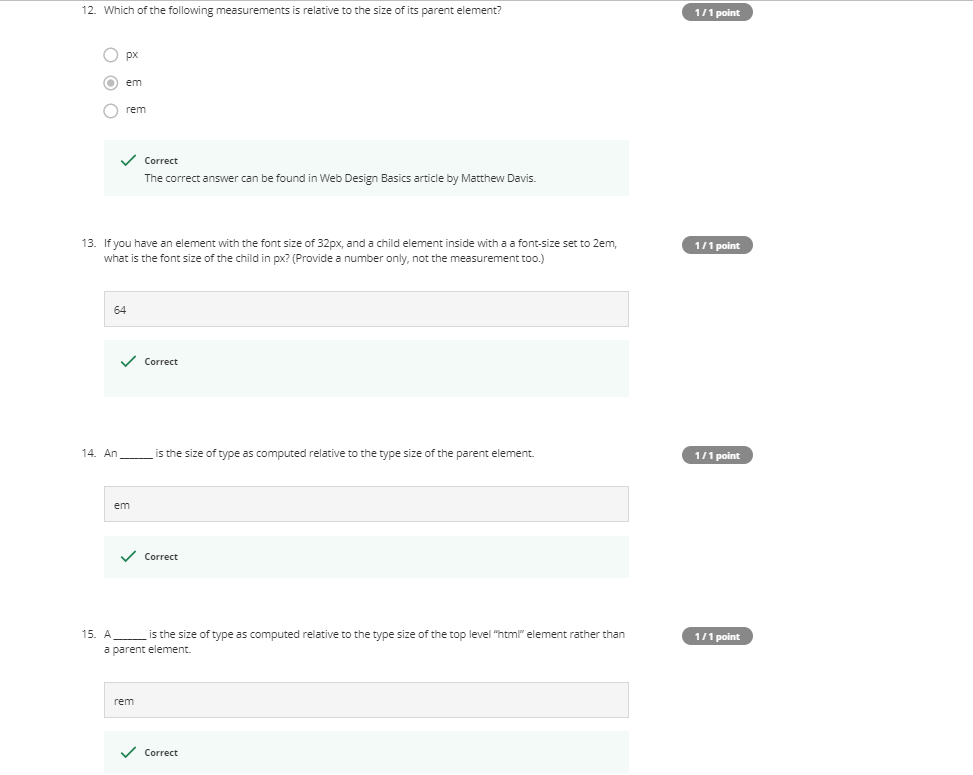 12. Which of the following measurements is relative to the size of its parent element?
1 / 1 point
px
em
rem
Correct
The correct answer can be found in Web Design Basics article by Matthew Davis.
13. If you have an element with the font size of 32px, and a child element inside with a a font-size set to 2em,
what is the font size of the child in px? (Provide a number only, not the measurement too.)
1 / 1 point
64
Correct
14. An ______ is the size of type as computed relative to the type size of the parent element.
1 / 1 point
em
Correct
15. A ______ is the size of type as computed relative to the type size of the top level "html" element rather than
a parent element.
1 / 1 point
rem
Correct